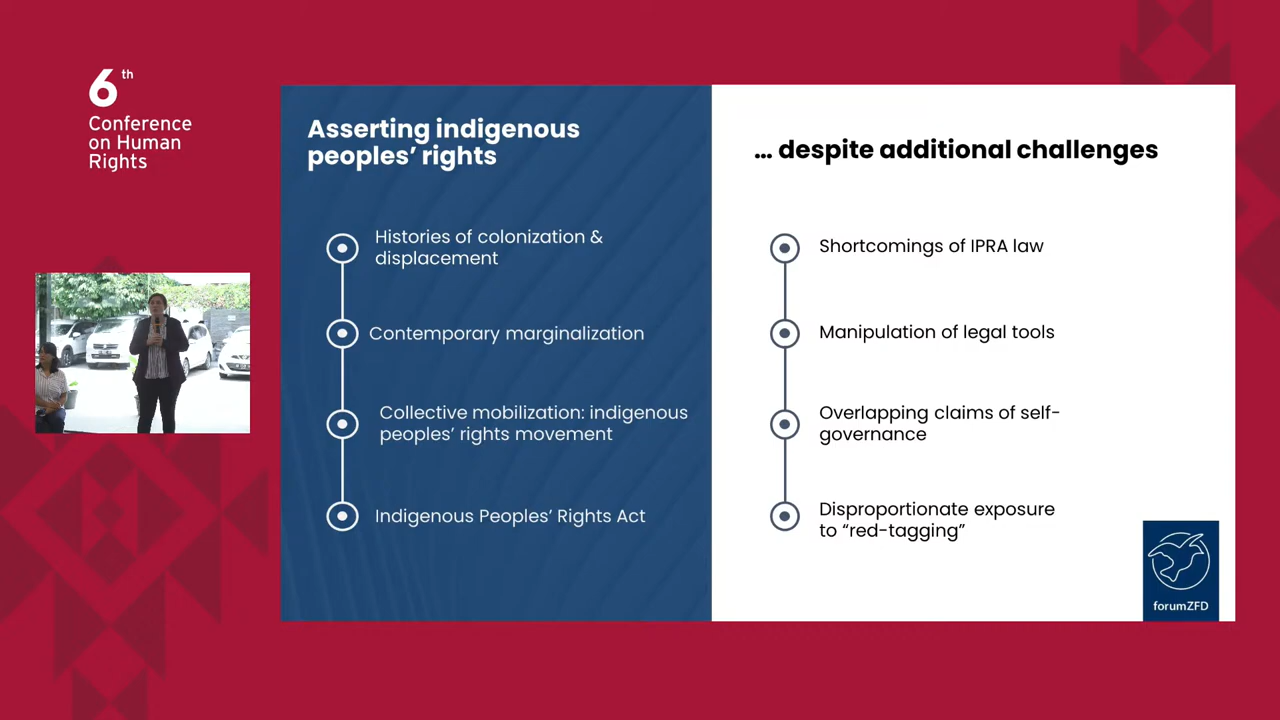 6th
Conference
on Human
Rights
Asserting indigenous
peoples’ rights
Histories of colonization &
displacement
Contemporary marginalization
Collective mobilization: indigenous
peoples’ rights movement
Indigenous Peoples’ Rights Act
... despite additional challenges
Shortcomings of IPRA law
Manipulation of legal tools
Overlapping claims of self-
governance
Disproportionate exposure
to “red-tagging”
forumZFD